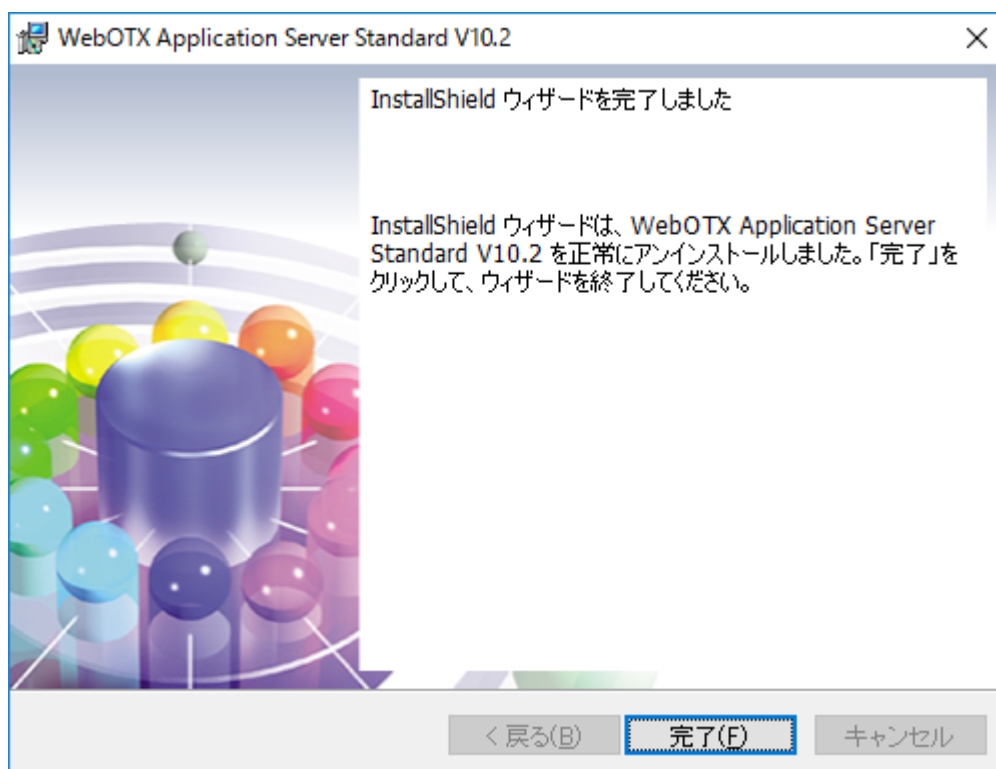 WebOTX Application Server Standard V10.2
InstallShield ウィザードを完了しました
InstallShield ウィザードは、WebOTX Application Server
Standard V10.2 を正常にアンインストールしました。「完了」を
クリックして、ウィザードを終了してください。
< 戻る(B)
完了(F)
キャンセル